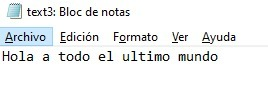 text3: Bloc de notas
Archivo Edición Formato Ver Ayuda
Hola a todo el ultimo mundo